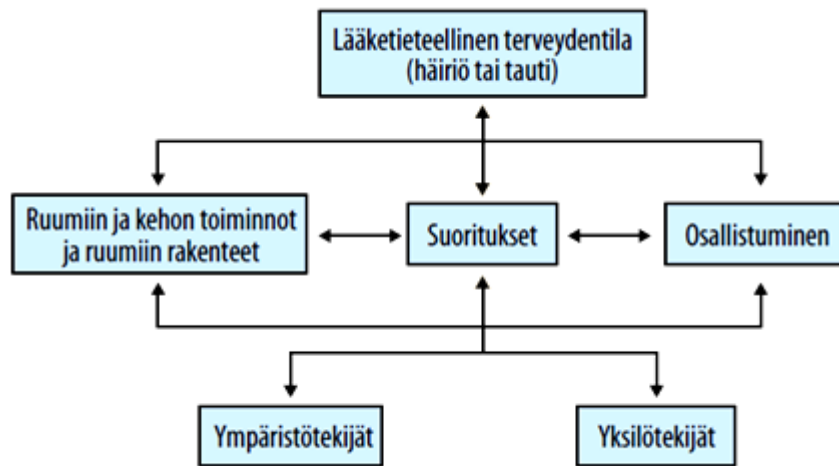 Lääketieteellinen terveydentila
(häiriö tai tauti)
Ruumiin ja kehon toiminnot
ja ruumiin rakenteet
Suoritukset
Osallistuminen
Ympäristötekijät
Yksilötekijät